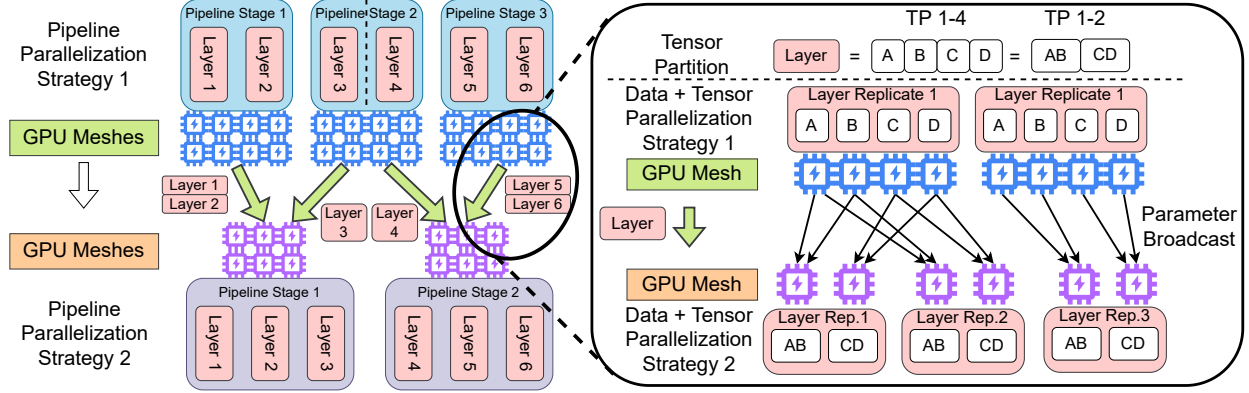 Pipeline
Parallelization
Strategy 1
Pipeline Stage 1
Layer 1
Layer 2
Pipeline Stage 2
Layer 3
Layer 4
Pipeline Stage 3
Layer 5
Layer 6
GPU Meshes
Layer 1
Layer 2
Layer
3
Layer
4
Layer 5
Layer 6
GPU Meshes
Pipeline
Parallelization
Strategy 2
Pipeline Stage 1
Layer 1
Layer 2
Layer 3
Pipeline Stage 2
Layer 4
Layer 5
Layer 6
TP 1-4
TP 1-2
Tensor
Partition
Layer = A B C D = AB CD
Data + Tensor
Parallelization
Strategy 1
Layer Replicate 1
A B C D
Layer Replicate 1
A B C D
GPU Mesh
Layer
Parameter
Broadcast
GPU Mesh
Data + Tensor
Parallelization
Strategy 2
Layer Rep.1
AB CD
Layer Rep.2
AB CD
Layer Rep.3
AB CD